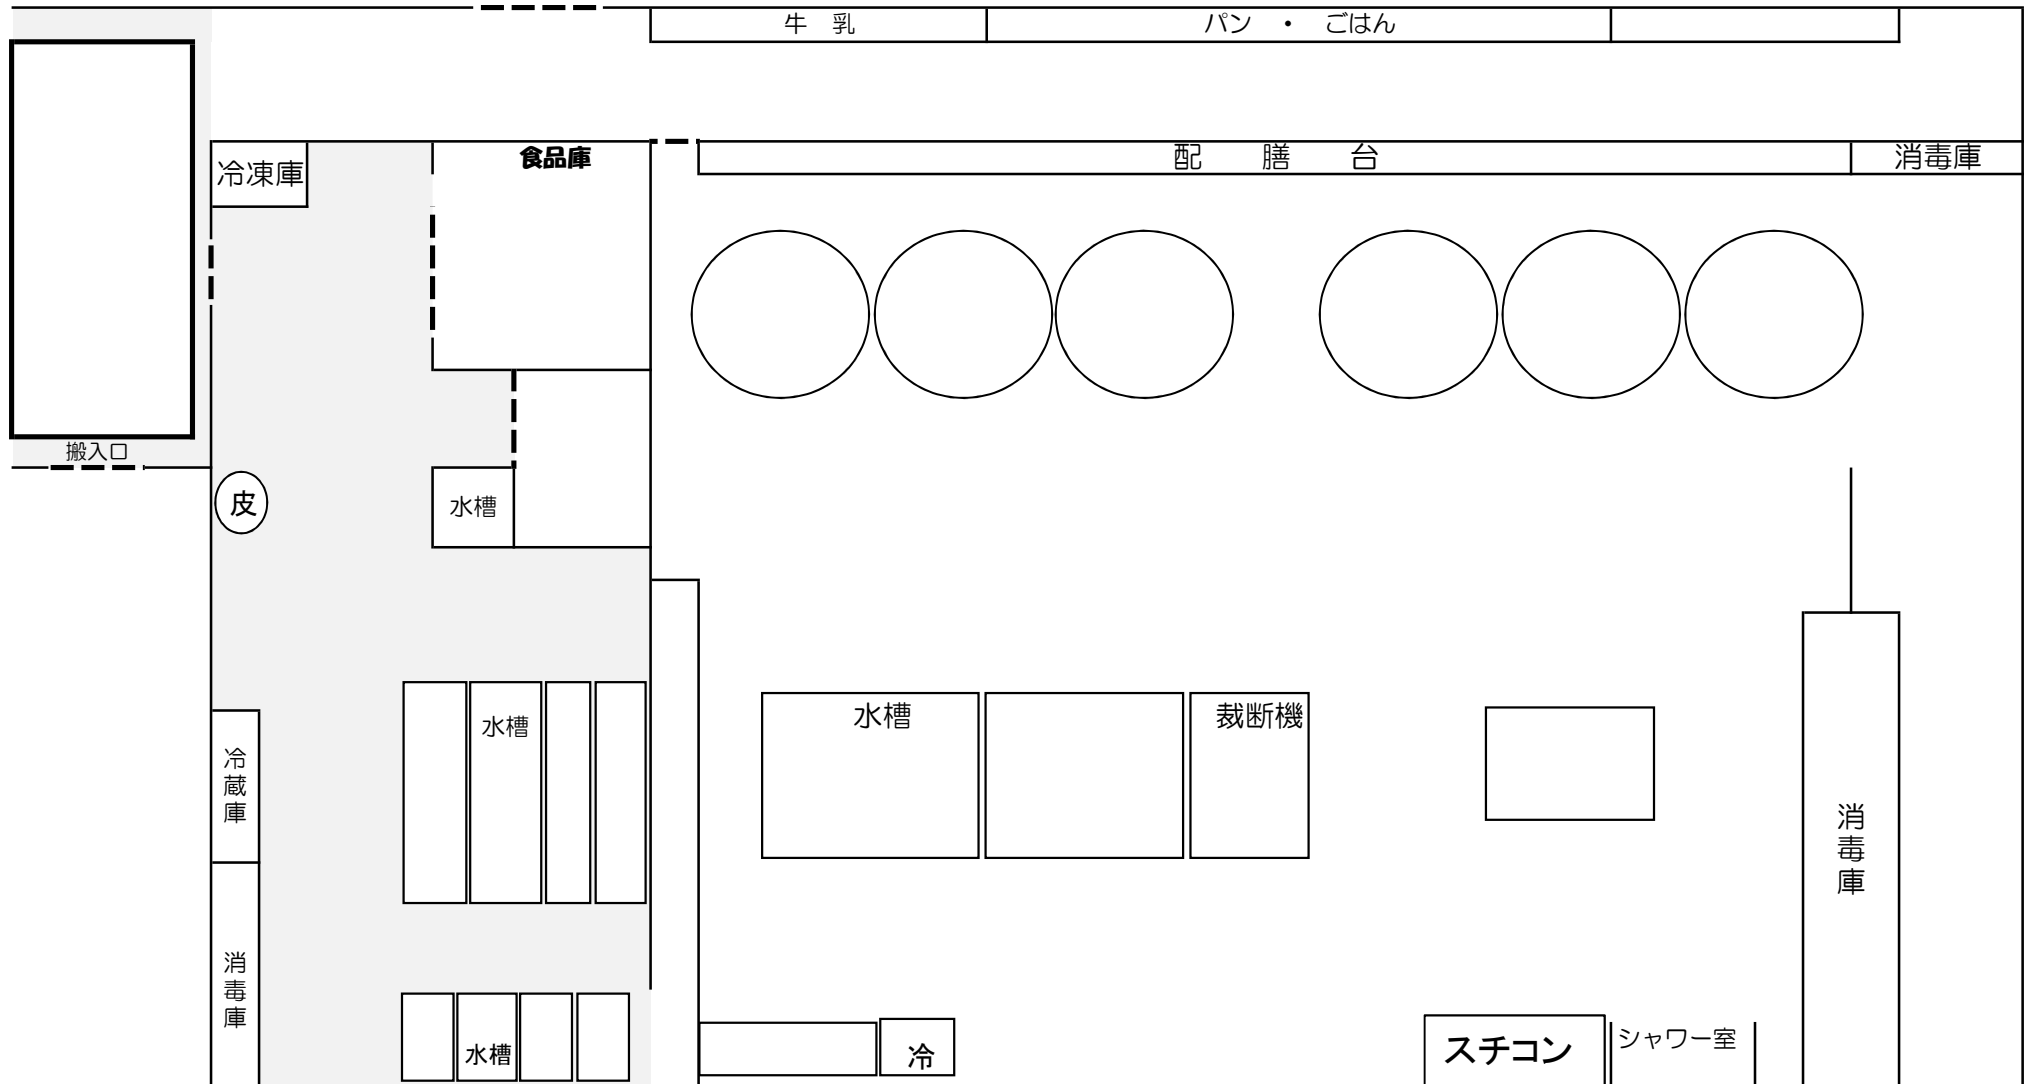 牛 乳
パン ・ ごはん
食品庫
配 膳 台
消毒庫
冷凍庫
搬入口
皮
水槽
水槽
水槽
裁断機
冷蔵庫
消毒庫
消毒庫
水槽
冷
スチコン
シャワー室